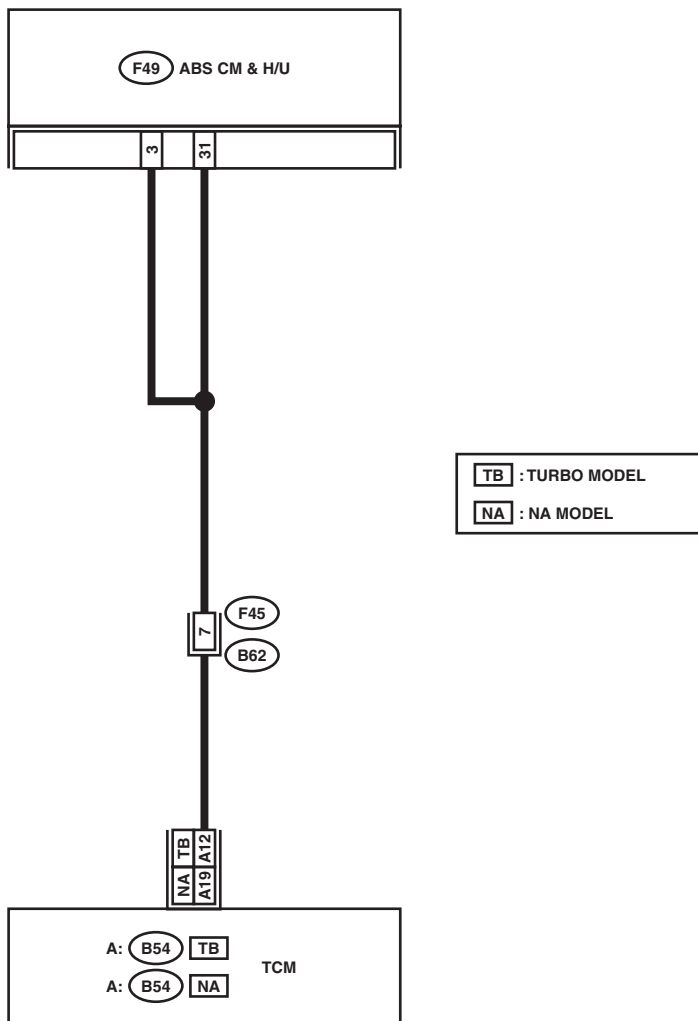 F49 ABS CM & H/U
3 31
TB : TURBO MODEL
NA : NA MODEL
7
F45
B62
TB A12
NA A19
A: B54 TB
A: B54 NA
TCM